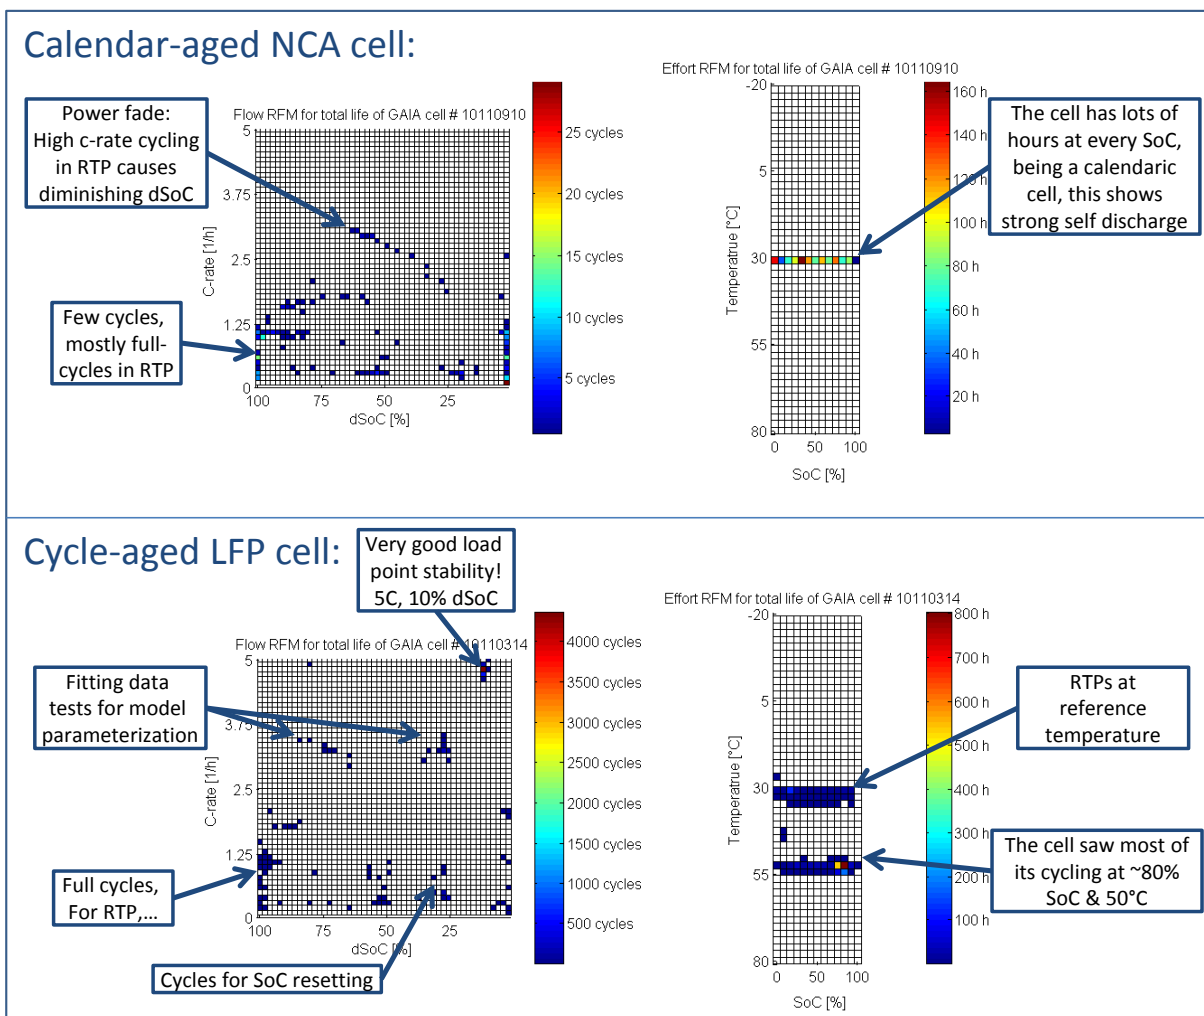 Calendar-aged NCA cell:
Power fade:
High c-rate cycling
in RTP causes
diminishing dSoC
Few cycles,
mostly full-
cycles in RTP
Flow RFM for total life of GAIA cell # 10110910
5
3.75
2.5
1.25
0
C-rate [1/h]
100
75
50
25
dSoC [%]
25 cycles
20 cycles
15 cycles
10 cycles
5 cycles
Effort RFM for total life of GAIA cell # 10110910
-20
5
30
55
80
Temperatrue [°C]
0
50
100
SoC [%]
160 h
140 h
120 h
100 h
80 h
60 h
40 h
20 h
The cell has lots of
hours at every SoC,
being a calendaric
cell, this shows
strong self discharge
Cycle-aged LFP cell:
Very good load
point stability!
5C, 10% dSoC
Fitting data
tests for model
parameterization
Full cycles,
For RTP,...
Cycles for SoC resetting
Flow RFM for total life of GAIA cell # 10110314
5
3.75
2.5
1.25
0
C-rate [1/h]
100
75
50
25
dSoC [%]
4000 cycles
3500 cycles
3000 cycles
2500 cycles
2000 cycles
1500 cycles
1000 cycles
500 cycles
Effort RFM for total life of GAIA cell # 10110314
-20
5
30
55
80
Temperatrue [°C]
0
50
100
SoC [%]
800 h
700 h
600 h
500 h
400 h
300 h
200 h
100 h
RTPs at
reference
temperature
The cell saw most of
its cycling at ~80%
SoC & 50°C